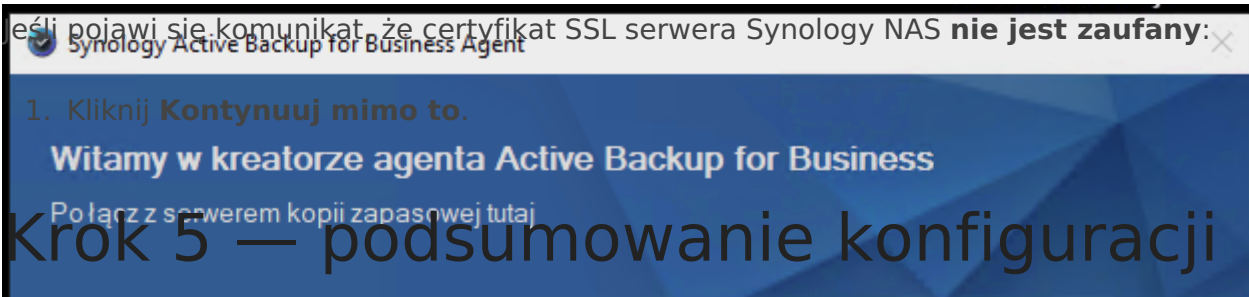 Jeśli pojawi się komunikat, że certyfikat SSL serwera Synology NAS nie jest zaufany:
Synology Active Backup for Business Agent
1. Kliknij Kontynuuj mimo to.
Witamy w kreatorze agenta Active Backup for Business
Połącz z serwerem kopii zapasowej tutaj
Krok 5 — podsumowanie konfiguracji